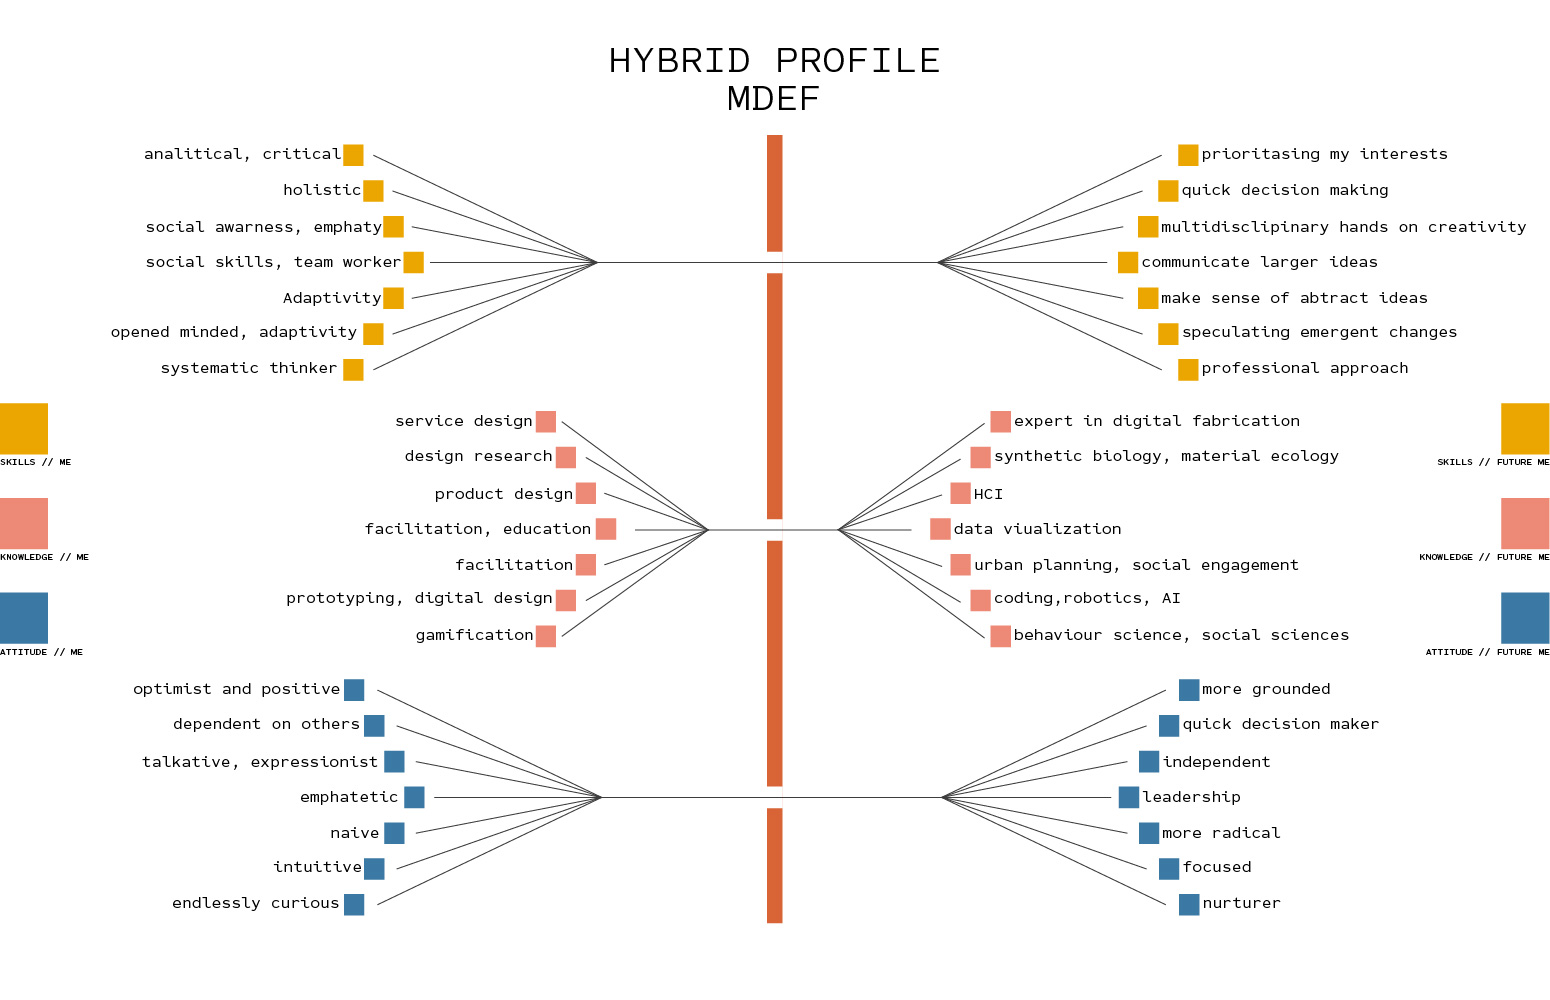 HYBRID PROFILE
MDEF
analitical, critical
holistic
social awarness, emphaty
social skills, team worker
Adaptivity
opened minded, adaptivity
systematic thinker
prioritasing my interests
quick decision making
multidisclipinary hands on creativity
communicate larger ideas
make sense of abtract ideas
speculating emergent changes
professional approach
SKILLS // ME
KNOWLEDGE // ME
ATTITUDE // ME
service design
design research
product design
facilitation, education
facilitation
prototyping, digital design
gamification
expert in digital fabrication
synthetic biology, material ecology
HCI
data viualization
urban planning, social engagement
coding,robotics, AI
behaviour science, social sciences
SKILLS // FUTURE ME
KNOWLEDGE // FUTURE ME
ATTITUDE // FUTURE ME
optimist and positive
dependent on others
talkative, expressionist
emphatetic
naive
intuitive
endlessly curious
more grounded
quick decision maker
independent
leadership
more radical
focused
nurturer